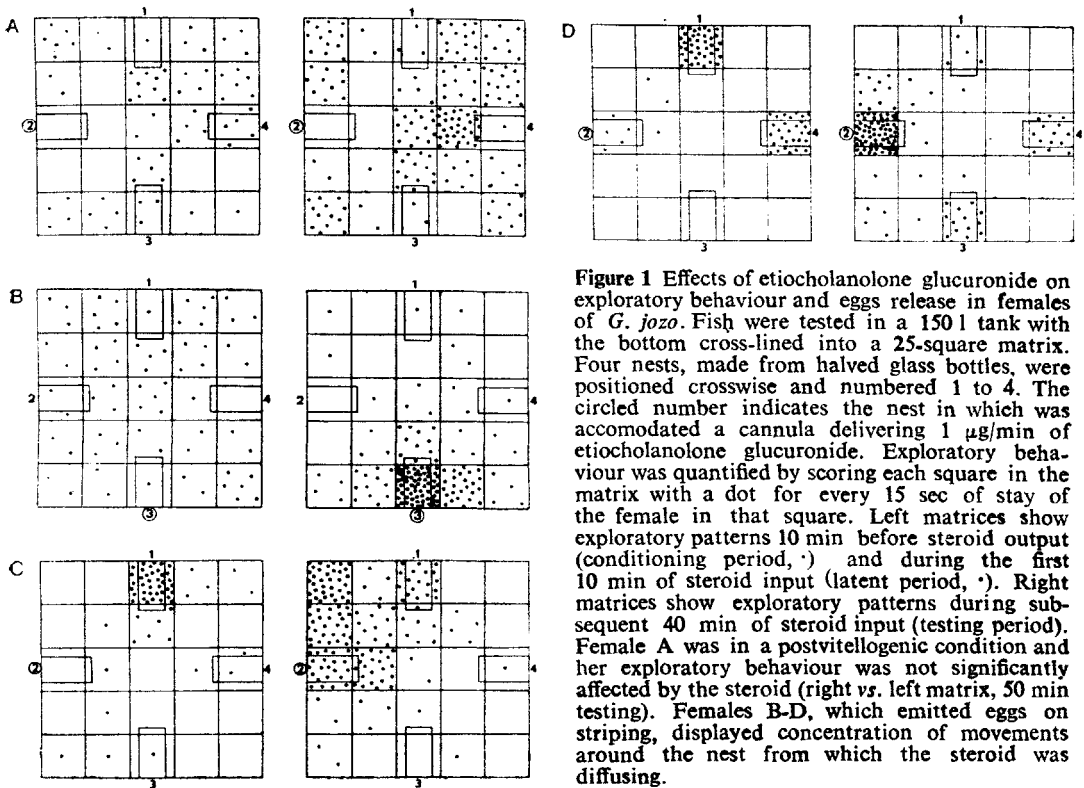 A
1
②
4
3
1
②
4
3
D
1
②
4
3
1
②
4
3
B
1
2
4
③
1
2
4
③
C
1
②
4
3
1
②
4
3
Figure 1 Effects of etiocholanolone glucuronide on
exploratory behaviour and eggs release in females
of G. jozo. Fish were tested in a 150 l tank with
the bottom cross-lined into a 25-square matrix.
Four nests, made from halved glass bottles, were
positioned crosswise and numbered 1 to 4. The
circled number indicates the nest in which was
accomodated a cannula delivering 1 μg/min of
etiocholanolone glucuronide. Exploratory beha-
viour was quantified by scoring each square in the
matrix with a dot for every 15 sec of stay of
the female in that square. Left matrices show
exploratory patterns 10 min before steroid output
(conditioning period, ·) and during the first
10 min of steroid input (latent period, ·). Right
matrices show exploratory patterns during sub-
sequent 40 min of steroid input (testing period).
Female A was in a postvitellogenic condition and
her exploratory behaviour was not significantly
affected by the steroid (right vs. left matrix, 50 min
testing). Females B-D, which emitted eggs on
striping, displayed concentration of movements
around the nest from which the steroid was
diffusing.